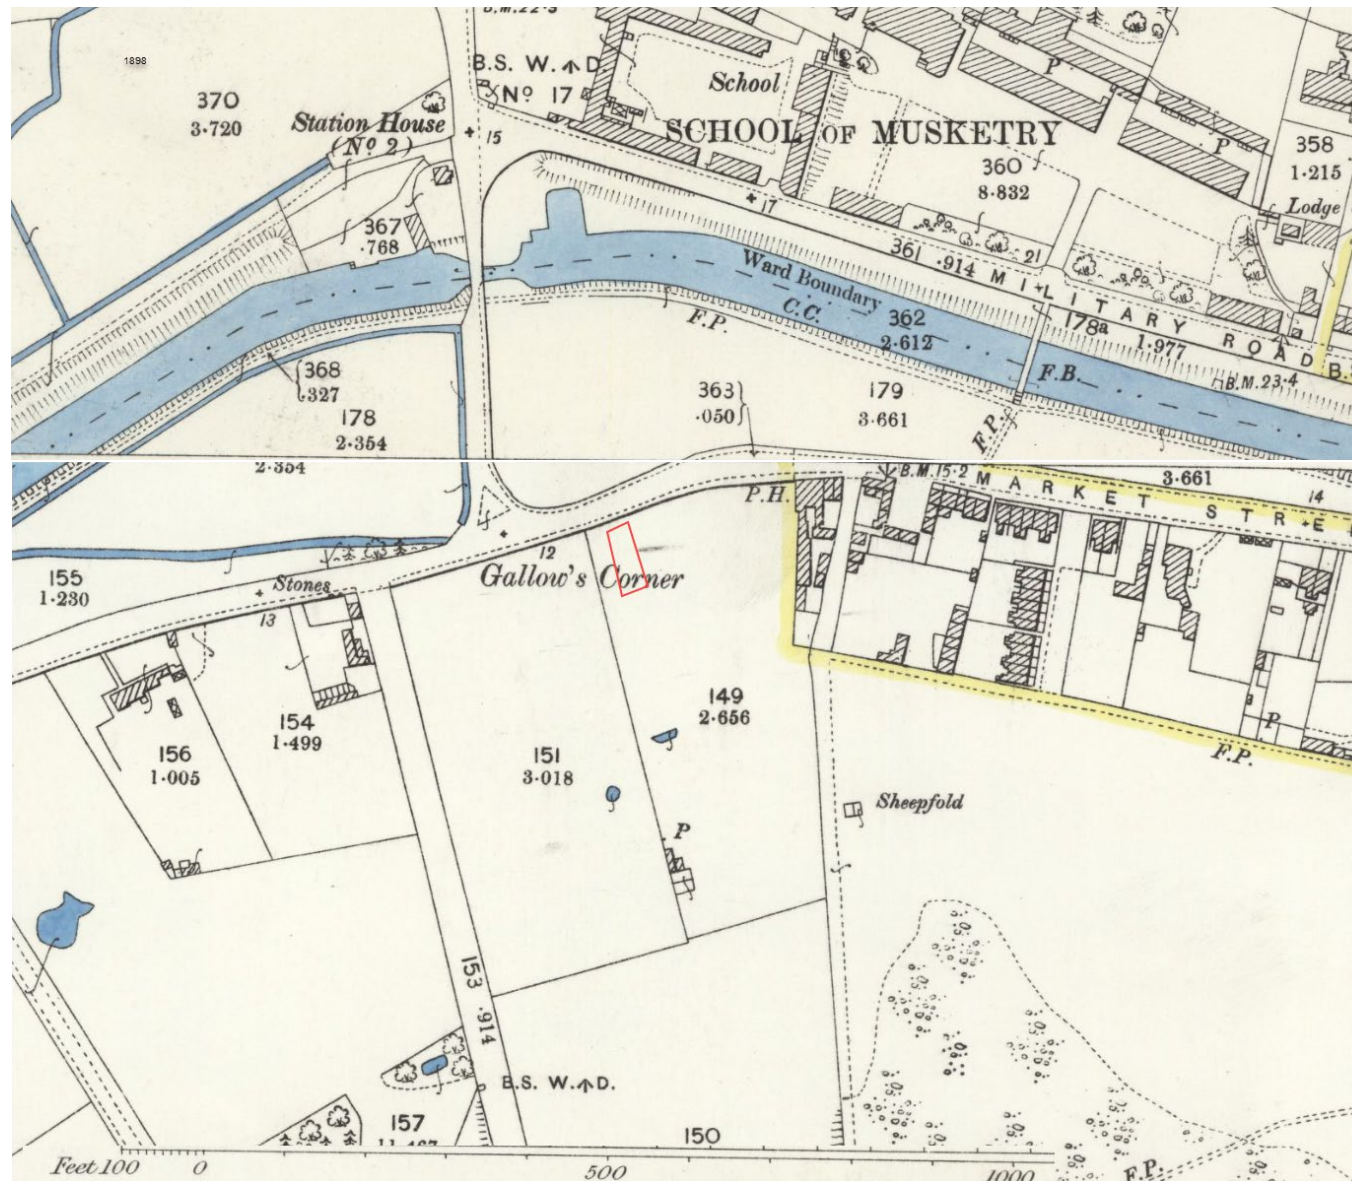 B.M.22·3
1898
B.S. W.↑D.
Nº 17
School
P
370
3·720
Station House
(Nº 2)
15
SCHOOL OF MUSKETRY
P
358
1·215
360
8·832
17
Lodge
367
·768
361 ·914
21
MILITARY ROAD
Ward Boundary
C.C.
362
2·612
178a
1·977
F.P.
B.M.23·4
F.B.
368
·327
363
·050
179
3·661
178
2·354
F.P.
2·354
P.H.
B.M.15·2
MARKET STRE
3·661
14
12
155
1·230
Stones
Gallow's Corner
13
149
2·656
154
1·499
156
1·005
151
3·018
P
F.P.
Sheepfold
P
153 ·914
B.S. W.↑D.
157
150
Feet 100 0 500 1000
F.P.